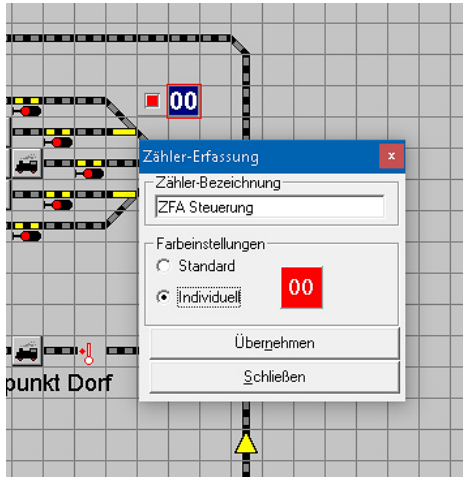 00
Zähler-Erfassung
x
Zähler-Bezeichnung
ZFA Steuerung
Farbeinstellungen
Standard
00
Individuell
Übernehmen
Schließen
punkt Dorf